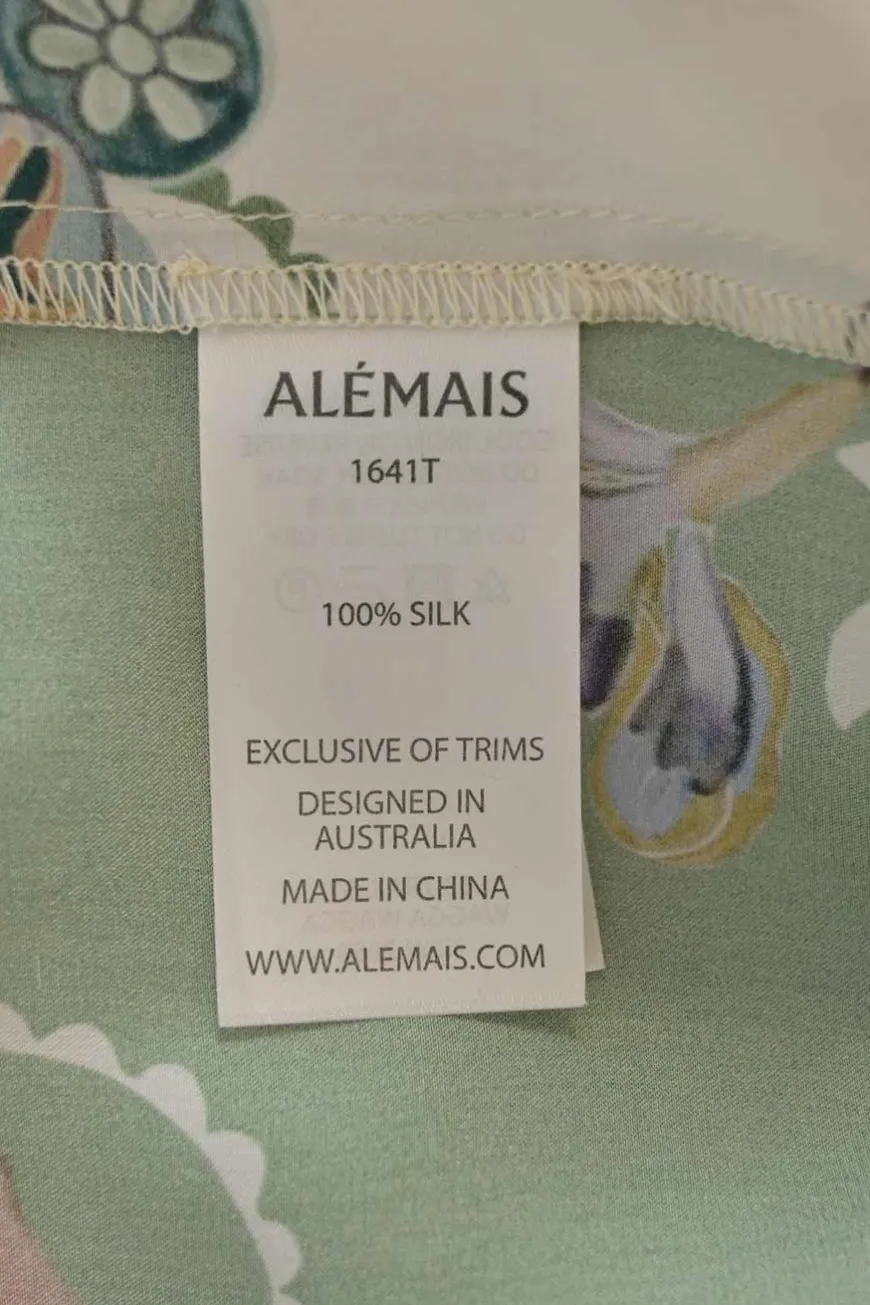 ALÉMAIS
1641T
100% SILK
EXCLUSIVE OF TRIMS
DESIGNED IN
AUSTRALIA
MADE IN CHINA
WWW.ALEMAIS.COM